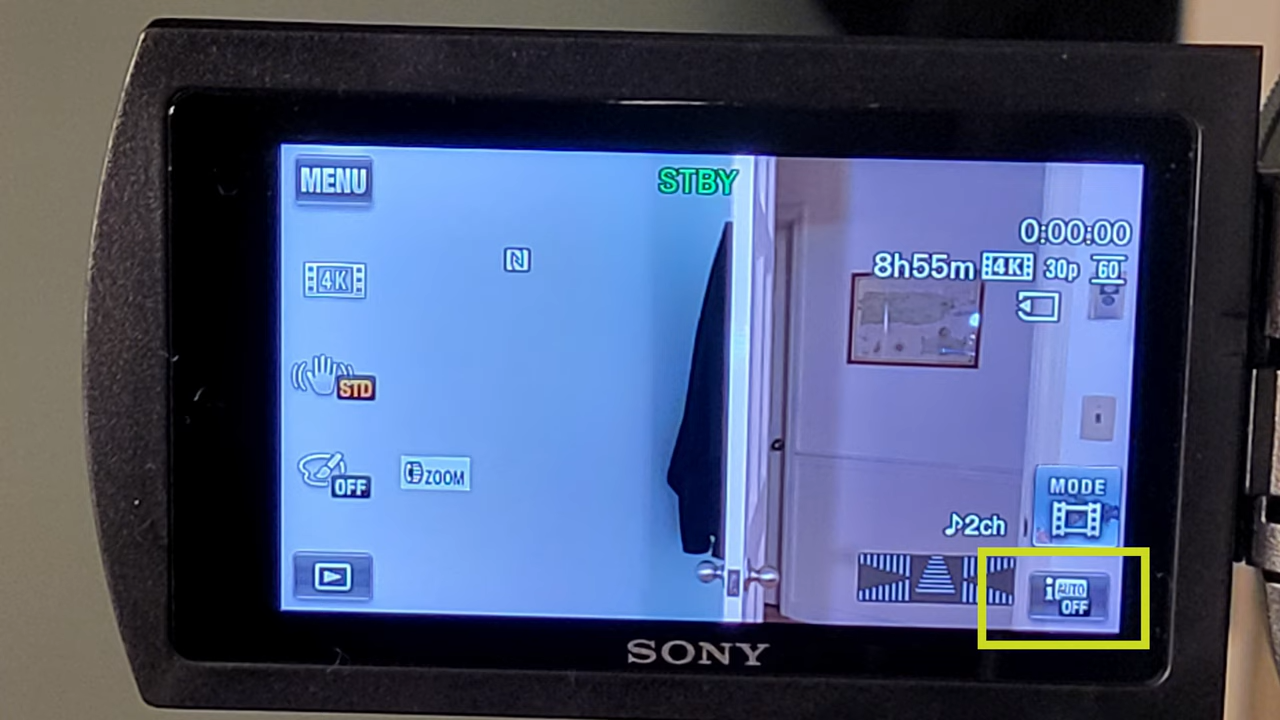 MENU
STBY
0:00:00
8h55m 4K 30p 60
4K
N
STD
OFF
ZOOM
MODE
♪2ch
iAUTO
OFF
SONY